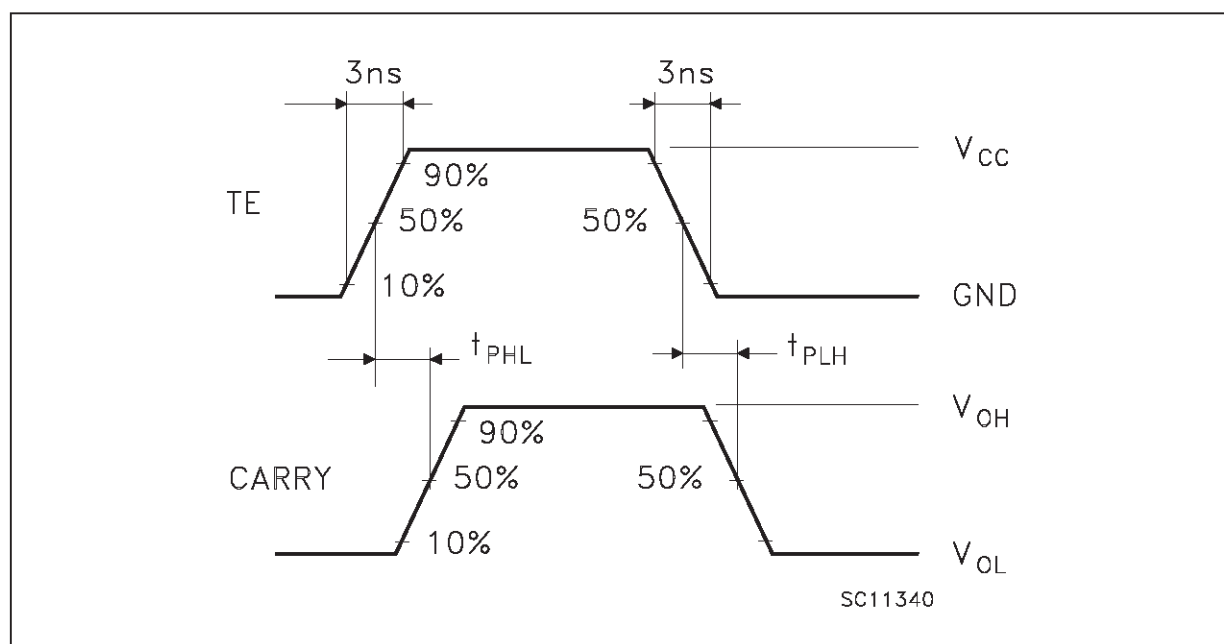 3ns 3ns
V_CC
90%
TE 50% 50%
10% GND
t_PHL t_PLH
V_OH
90%
CARRY 50% 50%
10%
V_OL
SC11340